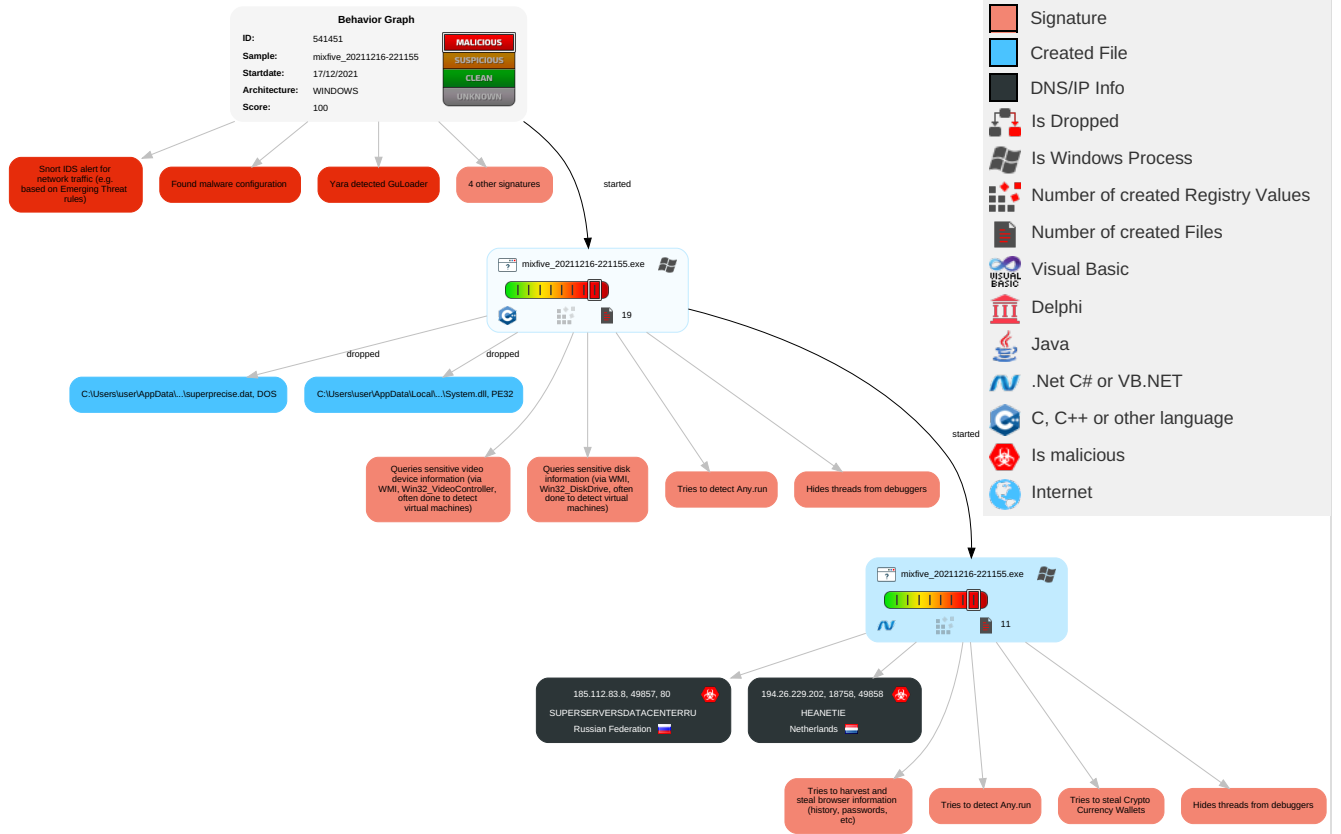 Behavior Graph
ID: 541451
Sample: mixfive_20211216-221155
Startdate: 17/12/2021
Architecture: WINDOWS
Score: 100
MALICIOUS
SUSPICIOUS
CLEAN
UNKNOWN
Signature
Created File
DNS/IP Info
Is Dropped
Is Windows Process
Number of created Registry Values
Number of created Files
VISUAL
BASIC
Visual Basic
Delphi
Java
.Net C# or VB.NET
C, C++ or other language
Is malicious
Internet
Snort IDS alert for
network traffic (e.g.
based on Emerging Threat
rules)
Found malware configuration
Yara detected GuLoader
4 other signatures
started
mixfive_20211216-221155.exe
19
dropped
dropped
C:\Users\user\AppData\...\superprecise.dat, DOS
C:\Users\user\AppData\Local\...\System.dll, PE32
started
Queries sensitive video
device information (via
WMI, Win32_VideoController,
often done to detect
virtual machines)
Queries sensitive disk
information (via WMI,
Win32_DiskDrive, often
done to detect virtual
machines)
Tries to detect Any.run
Hides threads from debuggers
mixfive_20211216-221155.exe
11
185.112.83.8, 49857, 80
SUPERSERVERSDATACENTERRU
Russian Federation
194.26.229.202, 18758, 49858
HEANETIE
Netherlands
Tries to harvest and
steal browser information
(history, passwords,
etc)
Tries to detect Any.run
Tries to steal Crypto
Currency Wallets
Hides threads from debuggers